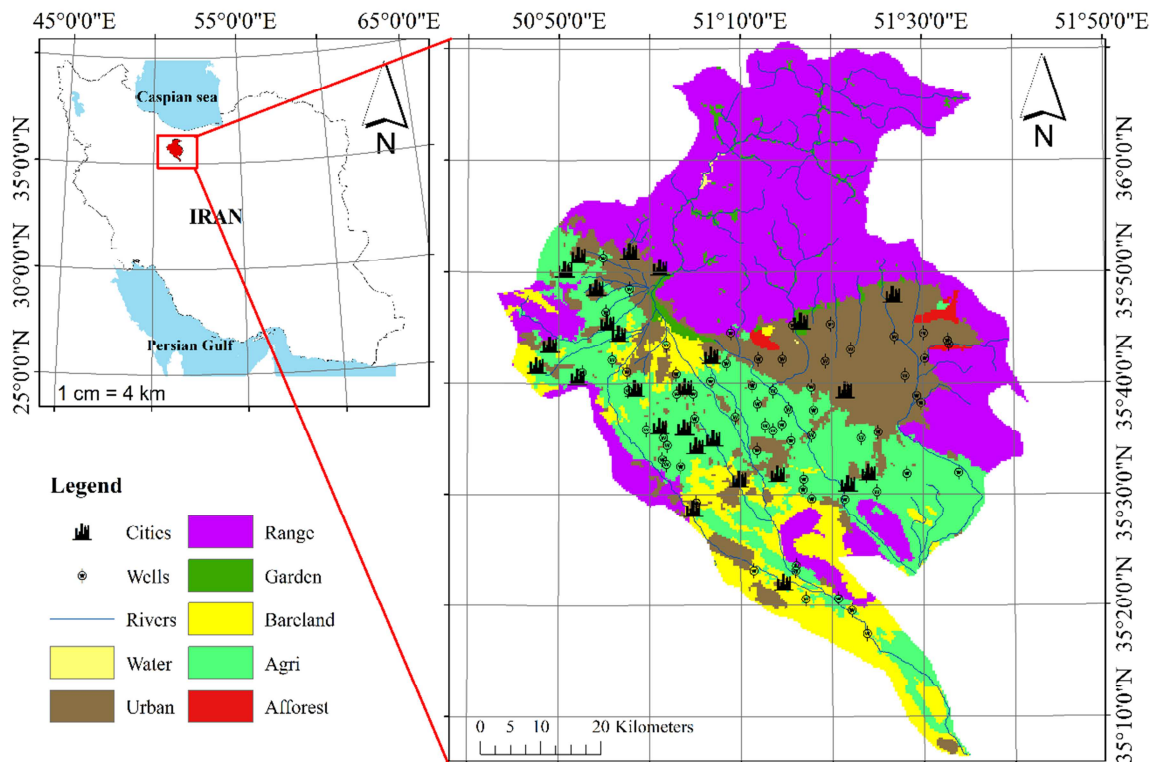 45°0'0"E 55°0'0"E 65°0'0"E
50°50'0"E 51°10'0"E 51°30'0"E 51°50'0"E
Caspian sea
N
N
35°0'0"N
IRAN
30°0'0"N
Persian Gulf
25°0'0"N
1 cm = 4 km
36°0'0"N
35°50'0"N
35°40'0"N
35°30'0"N
35°20'0"N
35°10'0"N
Legend
Cities
Range
Wells
Garden
Rivers
Bareland
Water
Agri
Urban
Afforest
0 5 10 20 Kilometers